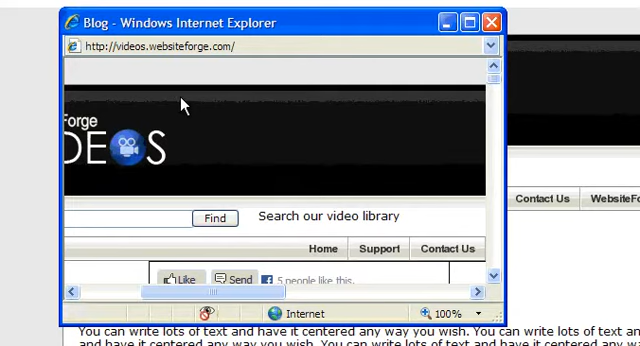 Blog - Windows Internet Explorer
http://videos.websiteforge.com/
Forge
DEOS
Find Search our video library
Home Support Contact Us
Contact Us WebsiteFo
Like Send 5 people like this.
Internet 100%
You can write lots of text and have it centered any way you wish. You can write lots of text an
and have it centered any way you wish. You can write lots of text and have it centered any wa